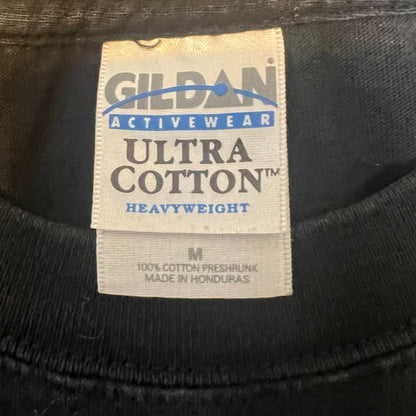 GILDAN®
ACTIVEWEAR
ULTRA
COTTON™
HEAVYWEIGHT
M
100% COTTON PRESHRUNK
MADE IN HONDURAS